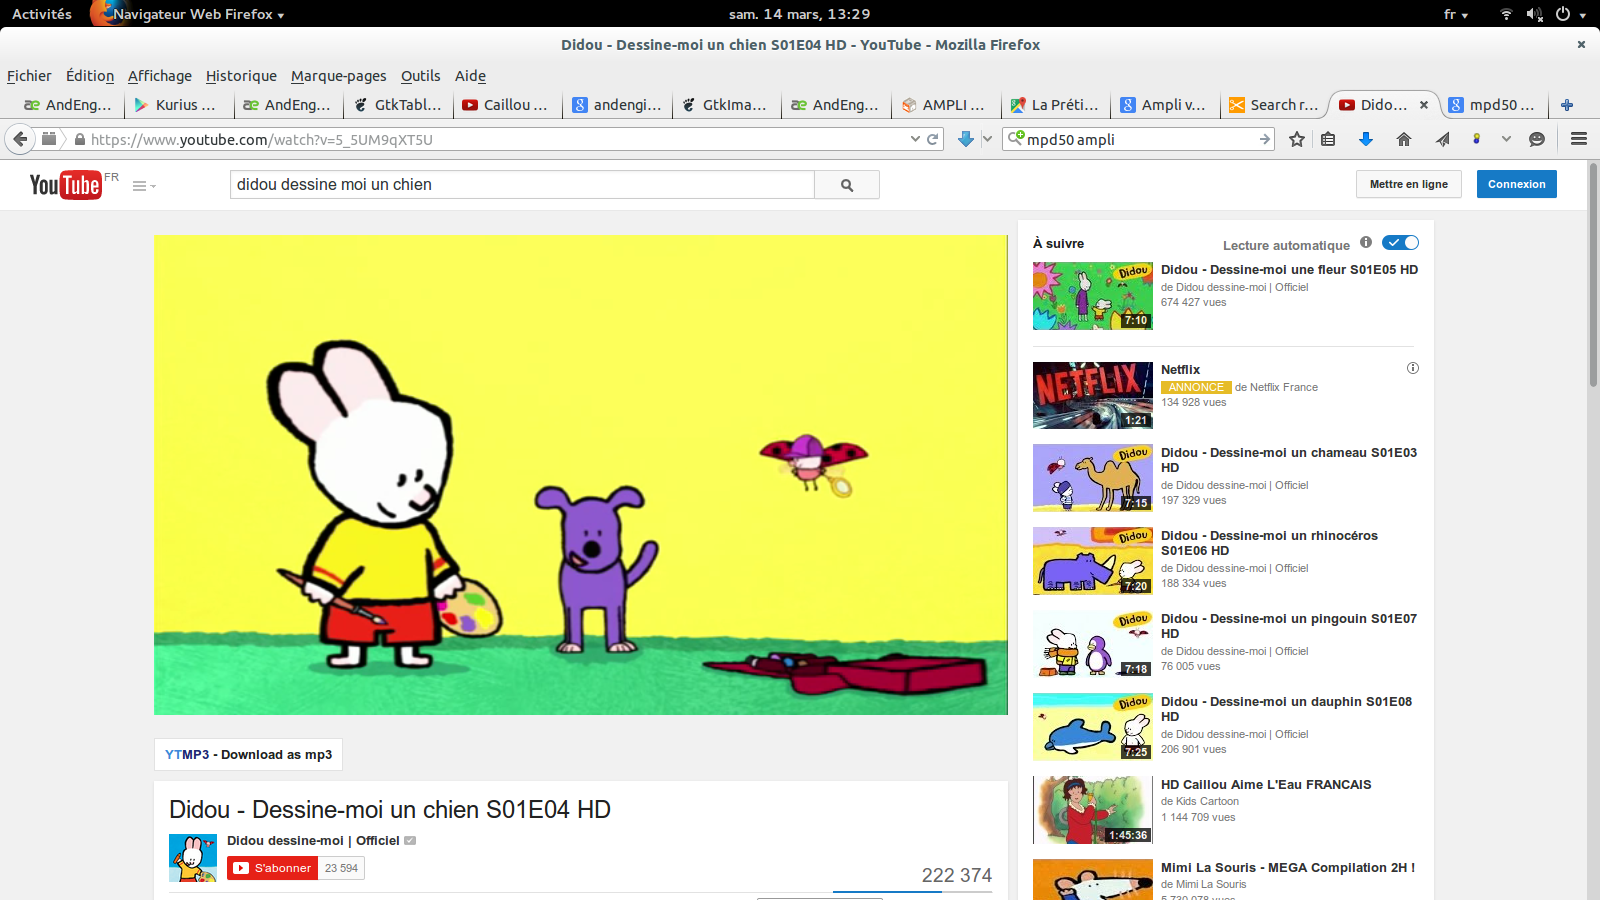 Activités
Navigateur Web Firefox
sam. 14 mars, 13:29
fr
Didou - Dessine-moi un chien S01E04 HD - YouTube - Mozilla Firefox
Fichier Édition Affichage Historique Marque-pages Outils Aide
AndEng… Kurius … AndEng… GtkTabl… Caillou … andengi… GtkIma… AndEng… AMPLI … La Préti… Ampli v… Search r… Dido… mpd50 …
https://www.youtube.com/watch?v=5_5UM9qXT5U
mpd50 ampli
YouTube FR
didou dessine moi un chien
Mettre en ligne
Connexion
À suivre
Lecture automatique
Didou
7:10
Didou - Dessine-moi une fleur S01E05 HD
de Didou dessine-moi | Officiel
674 427 vues
NETFLIX
1:21
Netflix
ANNONCE de Netflix France
134 928 vues
Didou
7:15
Didou - Dessine-moi un chameau S01E03
HD
de Didou dessine-moi | Officiel
197 329 vues
Didou
7:20
Didou - Dessine-moi un rhinocéros
S01E06 HD
de Didou dessine-moi | Officiel
188 334 vues
Didou
7:18
Didou - Dessine-moi un pingouin S01E07
HD
de Didou dessine-moi | Officiel
76 005 vues
Didou
7:25
Didou - Dessine-moi un dauphin S01E08
HD
de Didou dessine-moi | Officiel
206 901 vues
1:45:36
HD Caillou Aime L'Eau FRANCAIS
de Kids Cartoon
1 144 709 vues
Mimi La Souris - MEGA Compilation 2H !
de Mimi La Souris
5 730 078 vues
YTMP3 - Download as mp3
Didou - Dessine-moi un chien S01E04 HD
Didou dessine-moi | Officiel
S'abonner
23 594
222 374